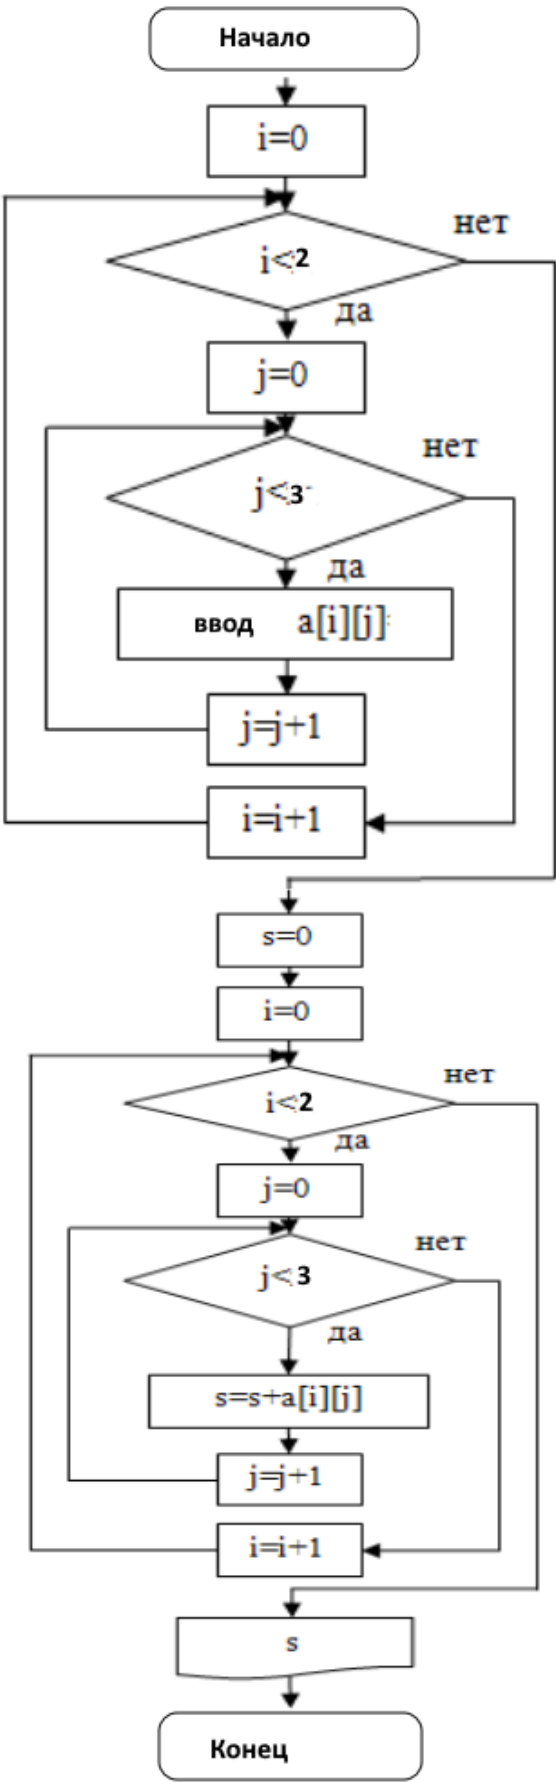 Начало
i=0
нет
i<2
да
j=0
нет
j<3
да
ввод a[i][j]
j=j+1
i=i+1
s=0
i=0
нет
i<2
да
j=0
нет
j<3
да
s=s+a[i][j]
j=j+1
i=i+1
s
Конец